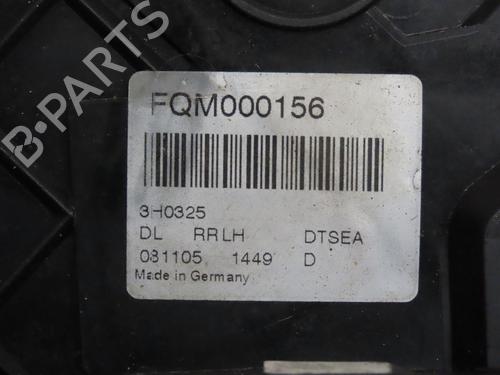 B-PARTS
FQM000156
3H0325
DL RR LH DTSEA
031105 1449 D
Made in Germany